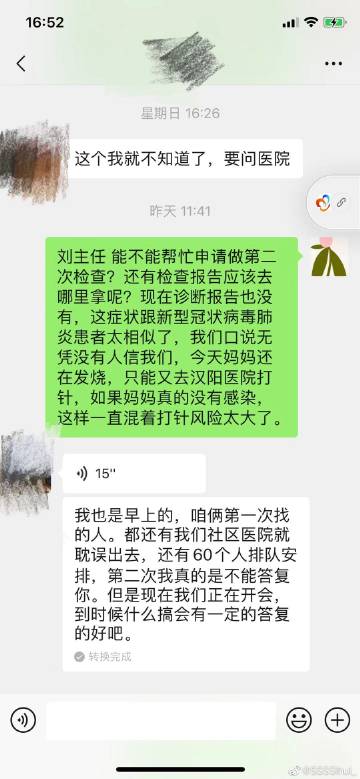 16:52
星期日 16:26
这个我就不知道了，要问医院
昨天 11:41
刘主任 能不能帮忙申请做第二
次检查？还有检查报告应该去
哪里拿呢？现在诊断报告也没
有，这症状跟新型冠状病毒肺
炎患者太相似了，我们口说无
凭没有人信我们，今天妈妈还
在发烧，只能又去汉阳医院打
针，如果妈妈真的没有感染，
这样一直混着打针风险太大了。
15"
我也是早上的，咱俩第一次找
的人。都还有我们社区医院就
耽误出去，还有60个人排队安
排，第二次我真的是不能答复
你。但是现在我们正在开会，
到时候什么搞会有一定的答复
的好吧。
转换完成